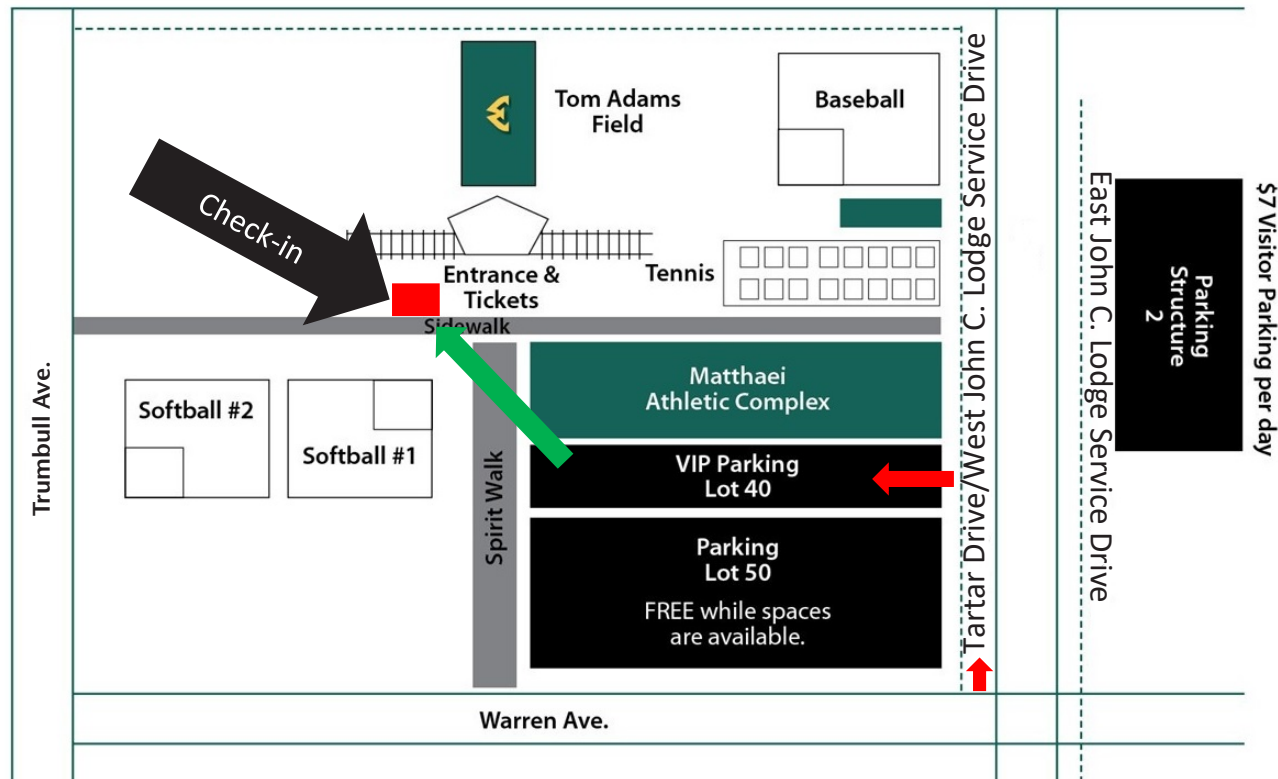 Tom Adams
Field
Baseball
Check-in
Entrance &
Tickets
Tennis
Sidewalk
Matthaei
Athletic Complex
Softball #2
Softball #1
VIP Parking
Lot 40
Spirit Walk
Parking
Lot 50
FREE while spaces
are available.
Trumbull Ave.
Warren Ave.
Tartar Drive/West John C. Lodge Service Drive
East John C. Lodge Service Drive
Parking
Structure
2
$7 Visitor Parking per day